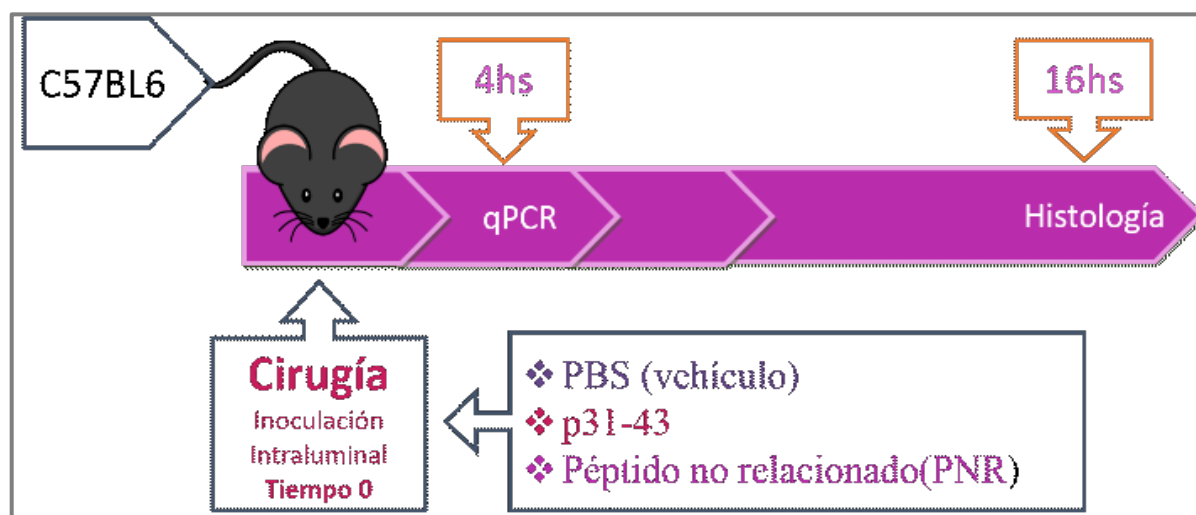 C57BL6
4hs
16hs
qPCR
Histología
Cirugía
Inoculación
Intraluminal
Tiempo 0
❖ PBS (vehículo)
❖ p31-43
❖ Péptido no relacionado(PNR)